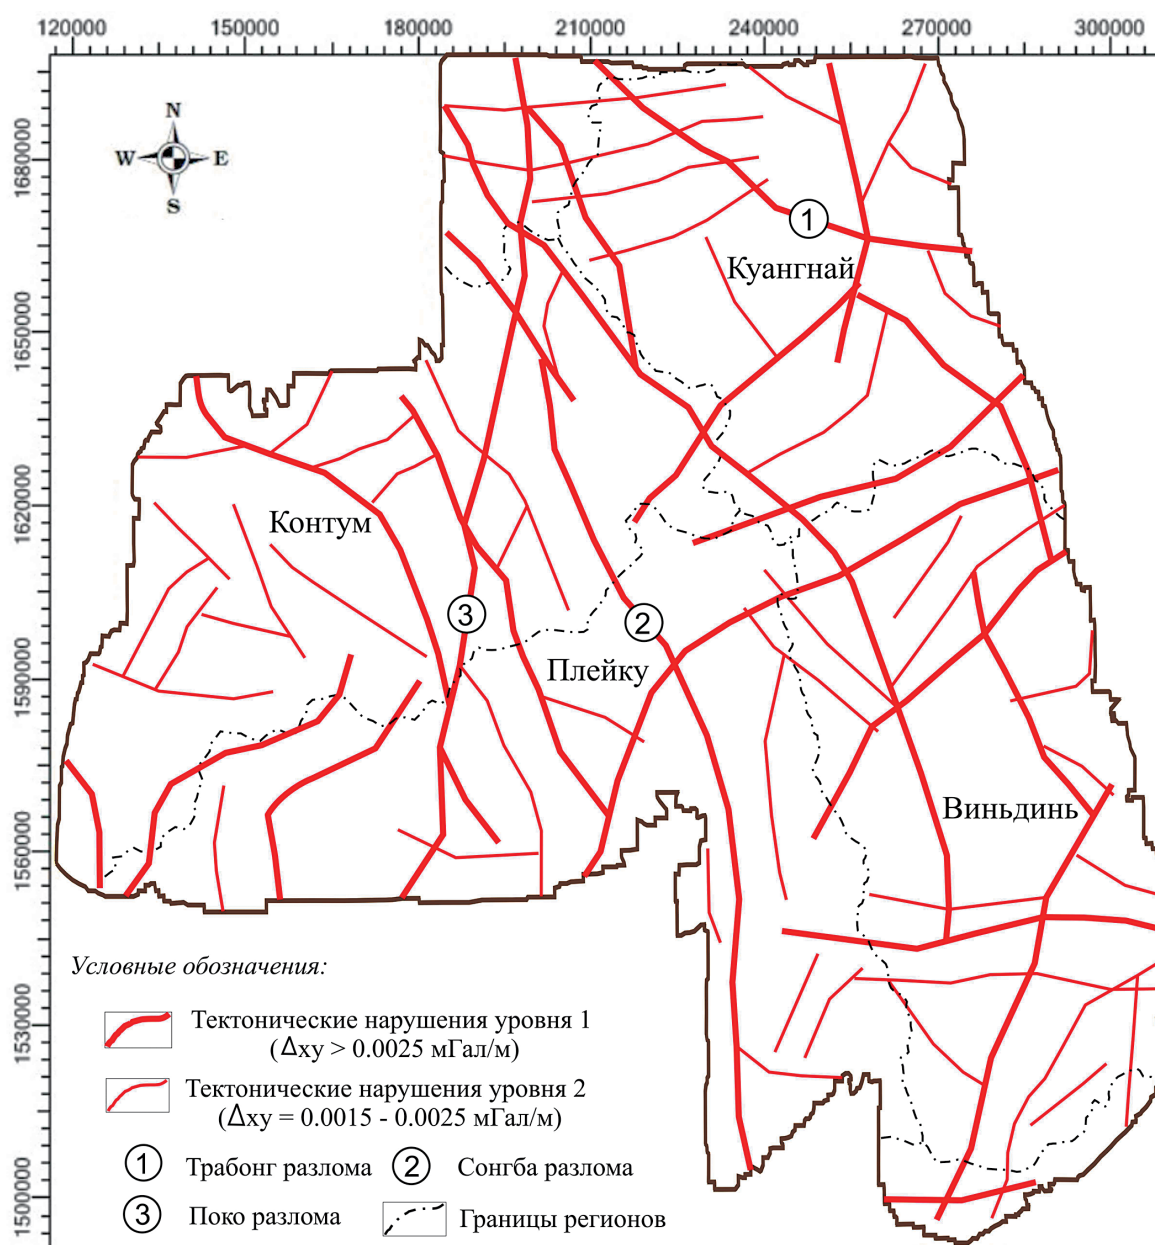 120000 150000 180000 210000 240000 270000 300000
1680000
1650000
1620000
1590000
1560000
1530000
1500000
N
W E
S
1
Куангнай
Контум
3
2
Плейку
Виньдинь
Условные обозначения:
Тектонические нарушения уровня 1
(Δxy > 0.0025 мГал/м)
Тектонические нарушения уровня 2
(Δxy = 0.0015 - 0.0025 мГал/м)
1 Трабонг разлома 2 Сонгба разлома
3 Поко разлома Границы регионов